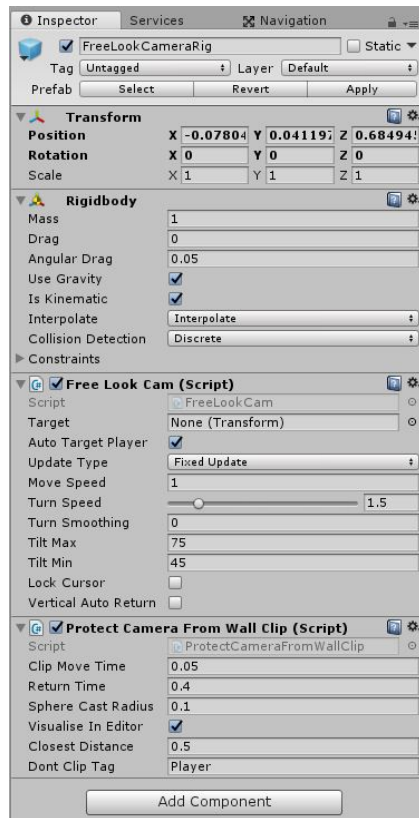 Inspector Services Navigation
FreeLookCameraRig Static
Tag Untagged Layer Default
Prefab Select Revert Apply
Transform
Position X -0.07804 Y 0.041197 Z 0.68494
Rotation X 0 Y 0 Z 0
Scale X 1 Y 1 Z 1
Rigidbody
Mass 1
Drag 0
Angular Drag 0.05
Use Gravity
Is Kinematic
Interpolate Interpolate
Collision Detection Discrete
Constraints
C# Free Look Cam (Script)
Script FreeLookCam
Target None (Transform)
Auto Target Player
Update Type Fixed Update
Move Speed 1
Turn Speed 1.5
Turn Smoothing 0
Tilt Max 75
Tilt Min 45
Lock Cursor
Vertical Auto Return
C# Protect Camera From Wall Clip (Script)
Script ProtectCameraFromWallClip
Clip Move Time 0.05
Return Time 0.4
Sphere Cast Radius 0.1
Visualise In Editor
Closest Distance 0.5
Dont Clip Tag Player
Add Component